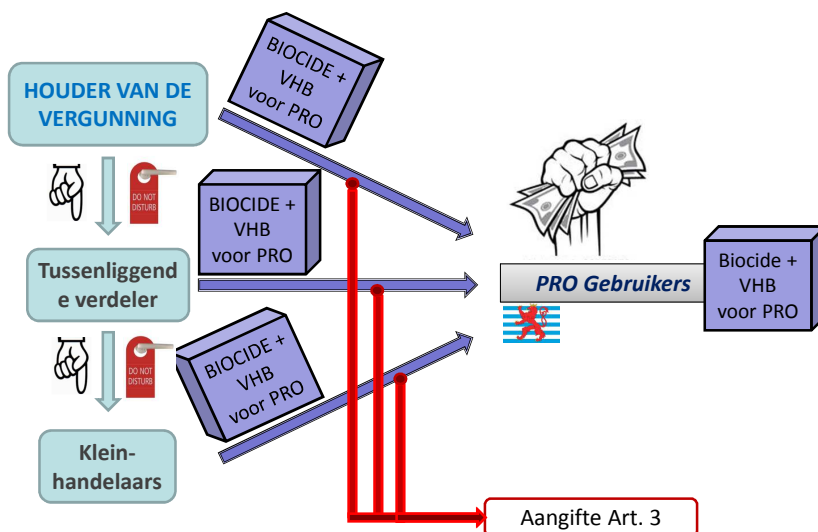 BIOCIDE +
VHB
voor PRO
HOUDER VAN DE
VERGUNNING
DO NOT
DISTURB
BIOCIDE +
VHB
voor PRO
Tussenliggend
e verdeler
PRO Gebruikers
Biocide +
VHB
voor PRO
DO NOT
DISTURB
BIOCIDE +
VHB
voor PRO
Klein-
handelaars
Aangifte Art. 3